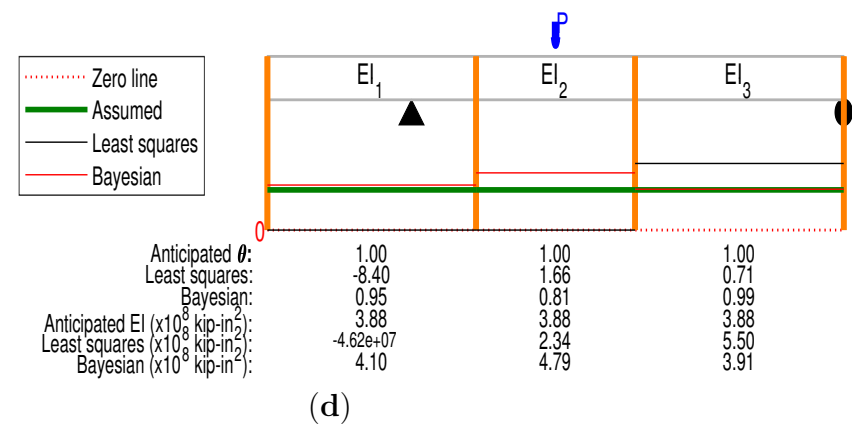 P
Zero line
Assumed
Least squares
Bayesian
EI1 EI2 EI3
0
Anticipated θ: 1.00 1.00 1.00
Least squares: -8.40 1.66 0.71
Bayesian: 0.95 0.81 0.99
Anticipated EI (x10^8 kip-in^2): 3.88 3.88 3.88
Least squares (x10^8 kip-in^2): -4.62e+07 2.34 5.50
Bayesian (x10^8 kip-in^2): 4.10 4.79 3.91
(d)